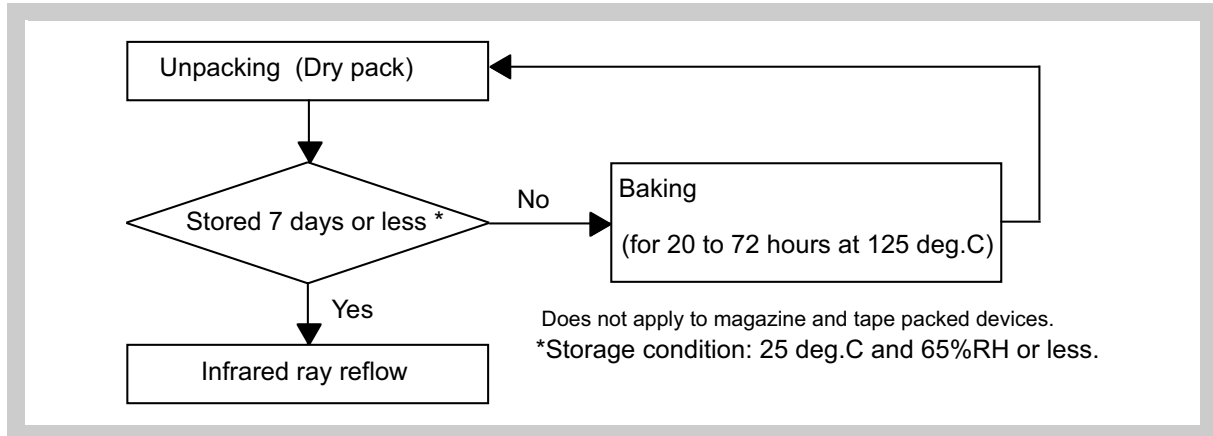 Unpacking (Dry pack)
Stored 7 days or less *
No
Baking
(for 20 to 72 hours at 125 deg.C)
Yes
Does not apply to magazine and tape packed devices.
*Storage condition: 25 deg.C and 65%RH or less.
Infrared ray reflow